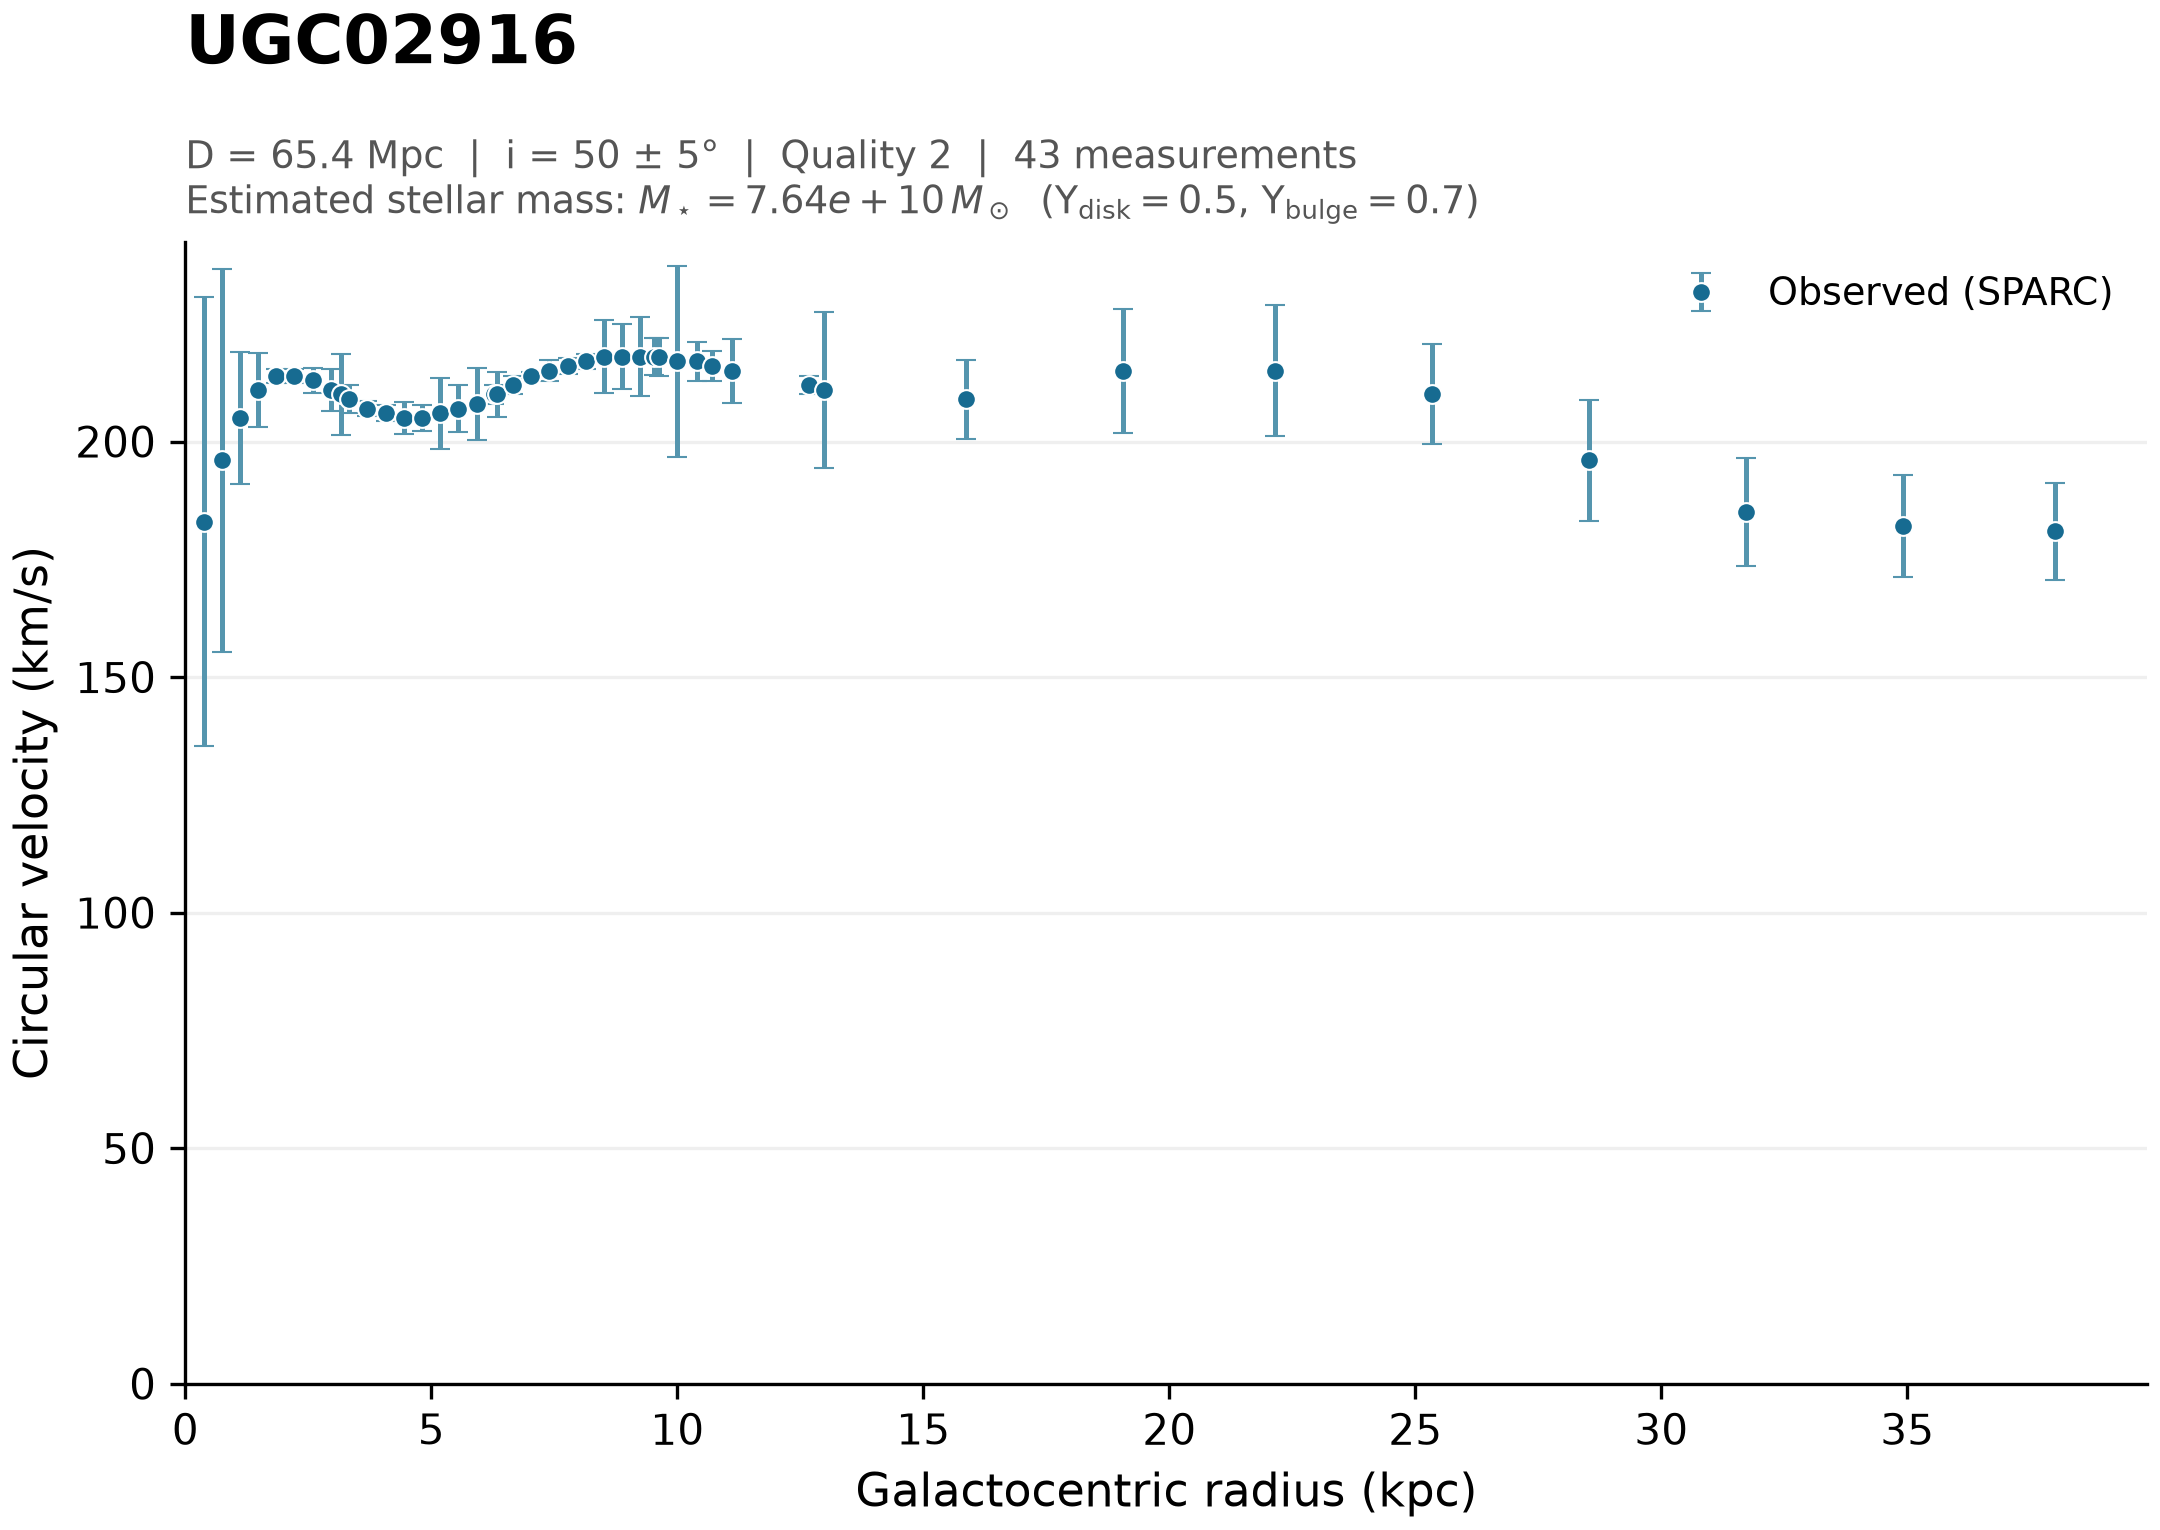 UGC02916
D = 65.4 Mpc | i = 50 ± 5° | Quality 2 | 43 measurements
Estimated stellar mass: M⋆ = 7.64e + 10 M⊙ (Υdisk = 0.5, Υbulge = 0.7)
Observed (SPARC)
200
150
100
50
0
Circular velocity (km/s)
0 5 10 15 20 25 30 35
Galactocentric radius (kpc)